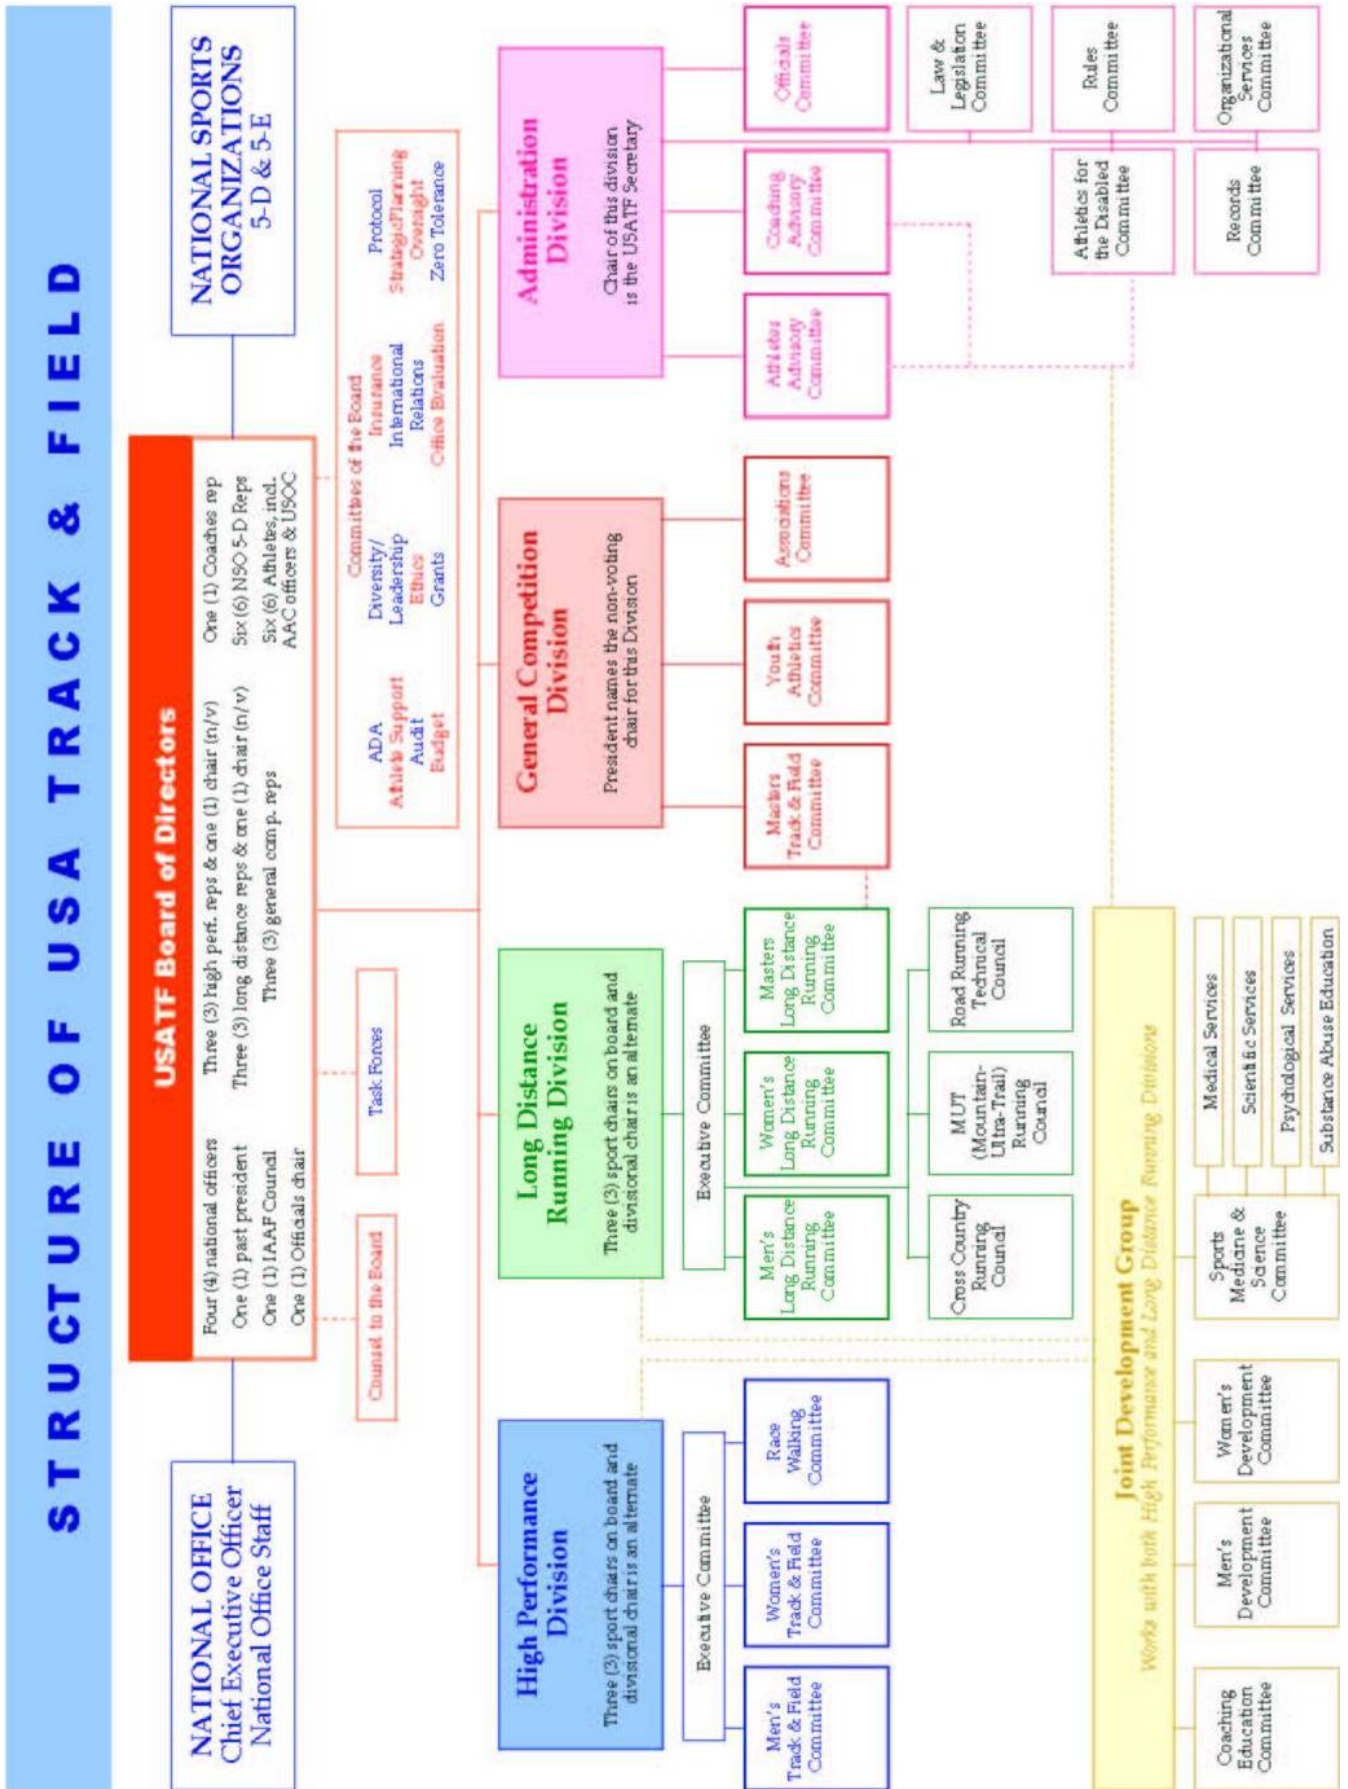 STRUCTURE OF USA TRACK & FIELD
NATIONAL OFFICE
Chief Executive Officer
National Office Staff
USATF Board of Directors
Four (4) national officers
One (1) past president
One (1) IAAF Council
One (1) Officials chair
Three (3) high perf. reps & one (1) chair (n/v)
Three (3) long distance reps & one (1) chair (n/v)
Three (3) general comp. reps
One (1) Coaches rep
Six (6) NSO 5-D Reps
Six (6) Athletes, incl.
AAC officers & USOC
NATIONAL SPORTS
ORGANIZATIONS
5-D & 5-E
Counsel to the Board
Task Forces
Committees of the Board
ADA
Athlete Support
Audit
Budget
Diversity/
Leadership
Ethics
Grants
Insurance
International
Relations
Office Evaluation
Protocol
Strategic Planning
Oversight
Zero Tolerance
High Performance
Division
Three (3) sport chairs on board and
divisional chair is an alternate
Executive Committee
Men's
Track & Field
Committee
Women's
Track & Field
Committee
Race
Walking
Committee
Long Distance
Running Division
Three (3) sport chairs on board and
divisional chair is an alternate
Executive Committee
Men's
Long Distance
Running
Committee
Women's
Long Distance
Running
Committee
Masters
Long Distance
Running
Committee
Cross Country
Running
Council
MUT
(Mountain-
Ultra-Trail)
Running
Council
Road Running
Technical
Council
General Competition
Division
President names the non-voting
chair for this Division
Masters
Track & Field
Committee
Youth
Athletics
Committee
Associations
Committee
Administration
Division
Chair of this division
is the USATF Secretary
Athletes
Advisory
Committee
Coaching
Advisory
Committee
Officials
Committee
Law &
Legislation
Committee
Athletics for
the Disabled
Committee
Rules
Committee
Records
Committee
Organizational
Services
Committee
Joint Development Group
Works with both High Performance and Long Distance Running Divisions
Coaching
Education
Committee
Men's
Development
Committee
Women's
Development
Committee
Sports
Medicine &
Science
Committee
Medical Services
Scientific Services
Psychological Services
Substance Abuse Education